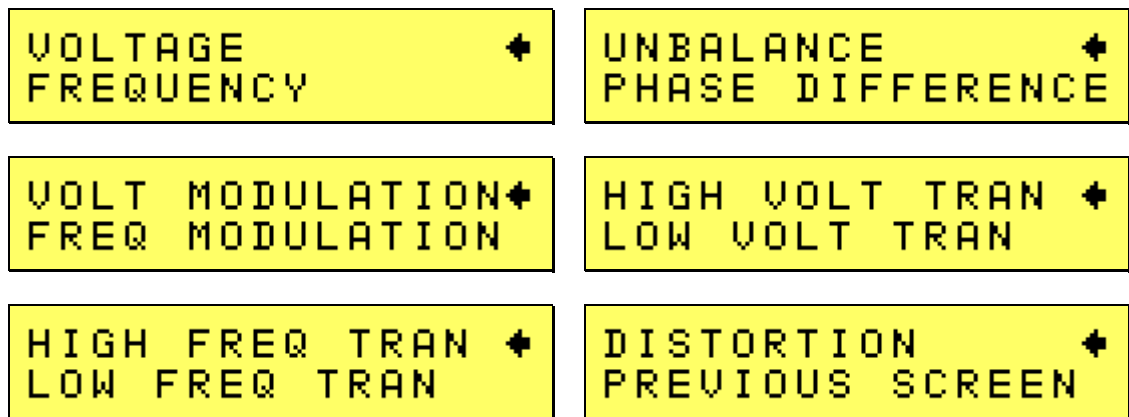 VOLTAGE
FREQUENCY
UNBALANCE
PHASE DIFFERENCE
VOLT MODULATION
FREQ MODULATION
HIGH VOLT TRAN
LOW VOLT TRAN
HIGH FREQ TRAN
LOW FREQ TRAN
DISTORTION
PREVIOUS SCREEN